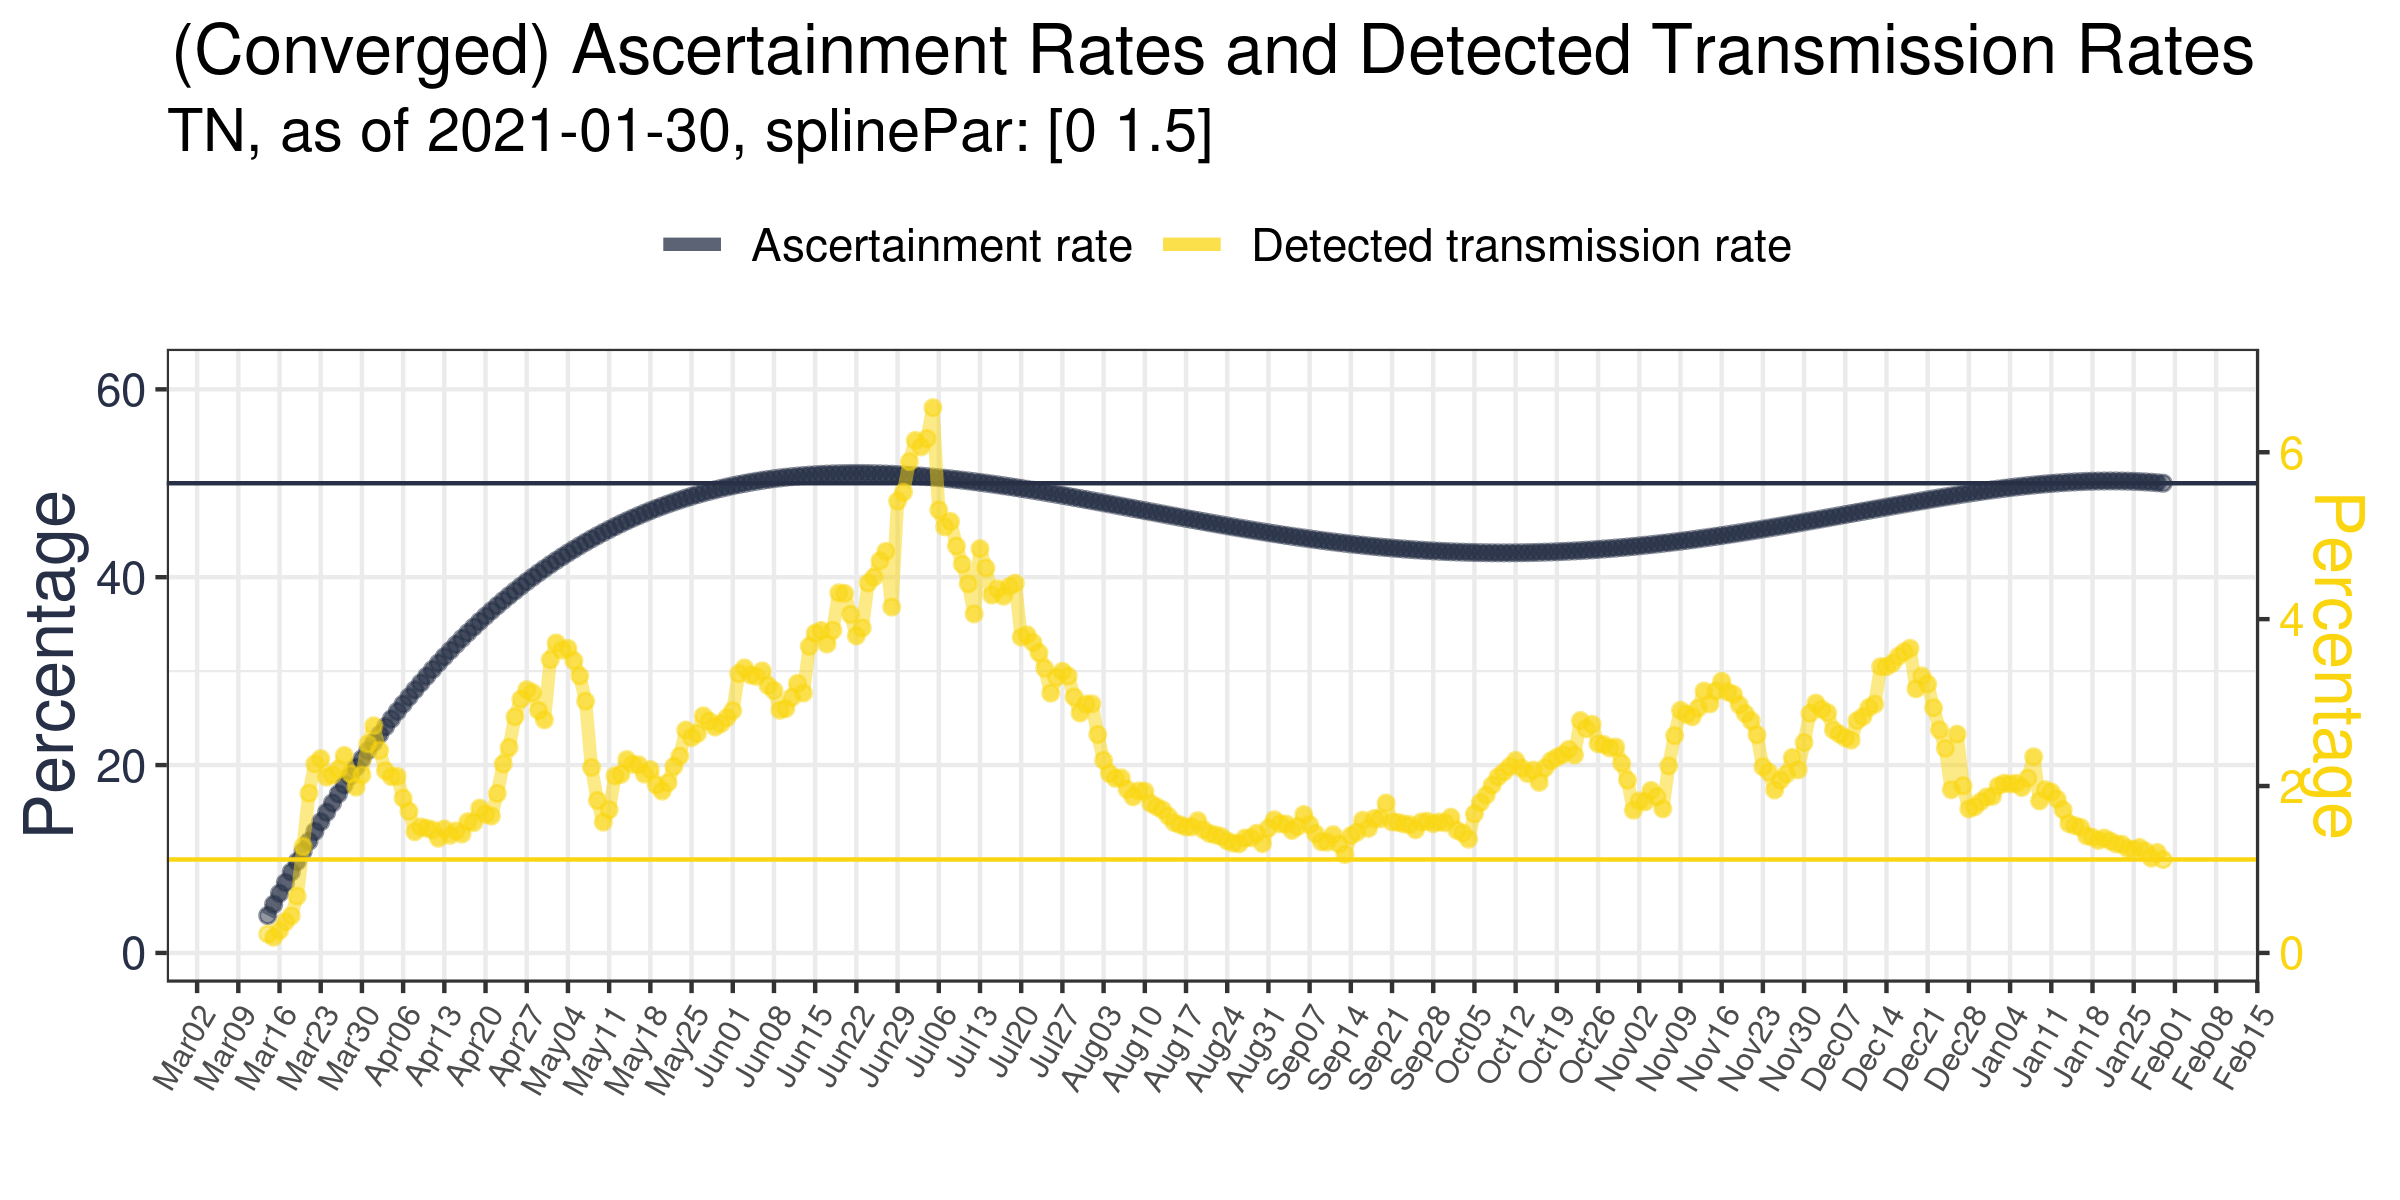 (Converged) Ascertainment Rates and Detected Transmission Rates
TN, as of 2021-01-30, splinePar: [0 1.5]
Ascertainment rate
Detected transmission rate
Percentage
60
40
20
0
6
4
2
0
Percentage
Mar02
Mar09
Mar16
Mar23
Mar30
Apr06
Apr13
Apr20
Apr27
May04
May11
May18
May25
Jun01
Jun08
Jun15
Jun22
Jun29
Jul06
Jul13
Jul20
Jul27
Aug03
Aug10
Aug17
Aug24
Aug31
Sep07
Sep14
Sep21
Sep28
Oct05
Oct12
Oct19
Oct26
Nov02
Nov09
Nov16
Nov23
Nov30
Dec07
Dec14
Dec21
Dec28
Jan04
Jan11
Jan18
Jan25
Feb01
Feb08
Feb15